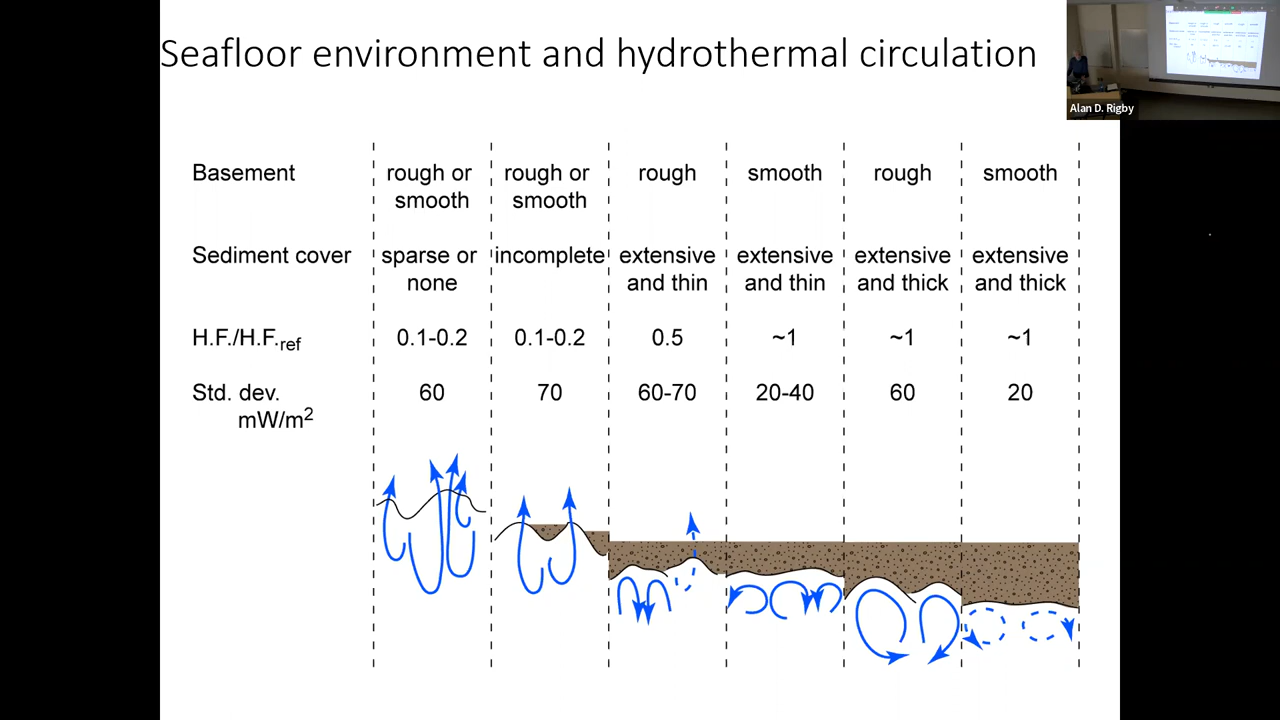 Seafloor environment and hydrothermal circulation
Alan D. Rigby
Basement
rough or
smooth
rough or
smooth
rough
smooth
rough
smooth
Sediment cover
sparse or
none
incomplete
extensive
and thin
extensive
and thin
extensive
and thick
extensive
and thick
H.F./H.F.ref
0.1-0.2
0.1-0.2
0.5
~1
~1
~1
Std. dev.
mW/m2
60
70
60-70
20-40
60
20